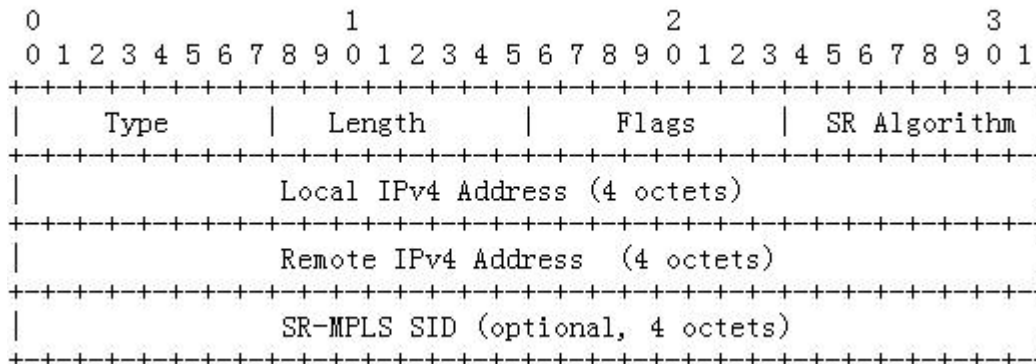 0                   1                   2                   3
0 1 2 3 4 5 6 7 8 9 0 1 2 3 4 5 6 7 8 9 0 1 2 3 4 5 6 7 8 9 0 1
+-+-+-+-+-+-+-+-+-+-+-+-+-+-+-+-+-+-+-+-+-+-+-+-+-+-+-+-+-+-+-+-
|     Type      |   Length      |     Flags     |  SR Algorithm
+-+-+-+-+-+-+-+-+-+-+-+-+-+-+-+-+-+-+-+-+-+-+-+-+-+-+-+-+-+-+-+-
|                Local IPv4 Address (4 octets)
+-+-+-+-+-+-+-+-+-+-+-+-+-+-+-+-+-+-+-+-+-+-+-+-+-+-+-+-+-+-+-+-
|                Remote IPv4 Address  (4 octets)
+-+-+-+-+-+-+-+-+-+-+-+-+-+-+-+-+-+-+-+-+-+-+-+-+-+-+-+-+-+-+-+-
|                SR-MPLS SID (optional, 4 octets)
+-+-+-+-+-+-+-+-+-+-+-+-+-+-+-+-+-+-+-+-+-+-+-+-+-+-+-+-+-+-+-+-